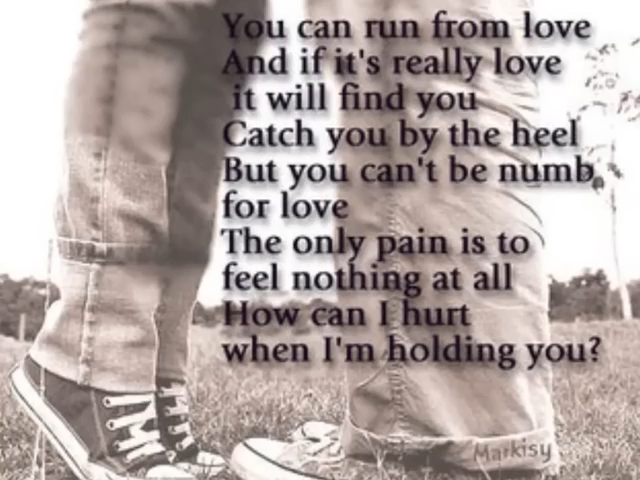 You can run from love
And if it's really love
it will find you
Catch you by the heel
But you can't be numb
for love
The only pain is to
feel nothing at all
How can I hurt
when I'm holding you?
Markisy